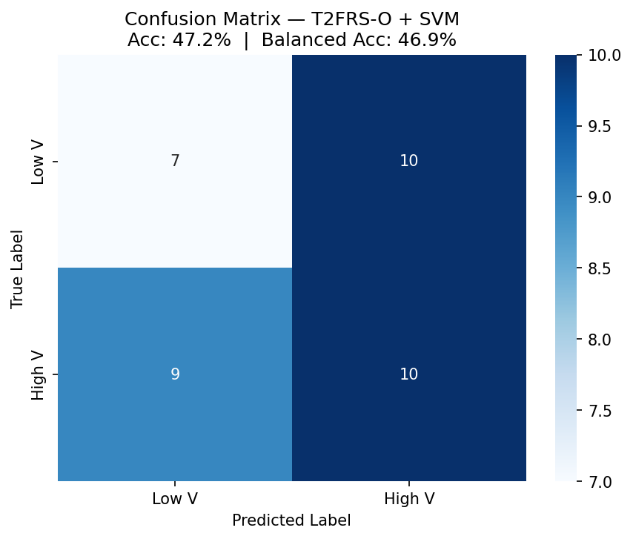 Confusion Matrix — T2FRS-O + SVM
Acc: 47.2%  |  Balanced Acc: 46.9%
True Label
Low V
7
10
High V
9
10
Low V
High V
Predicted Label
10.0
9.5
9.0
8.5
8.0
7.5
7.0